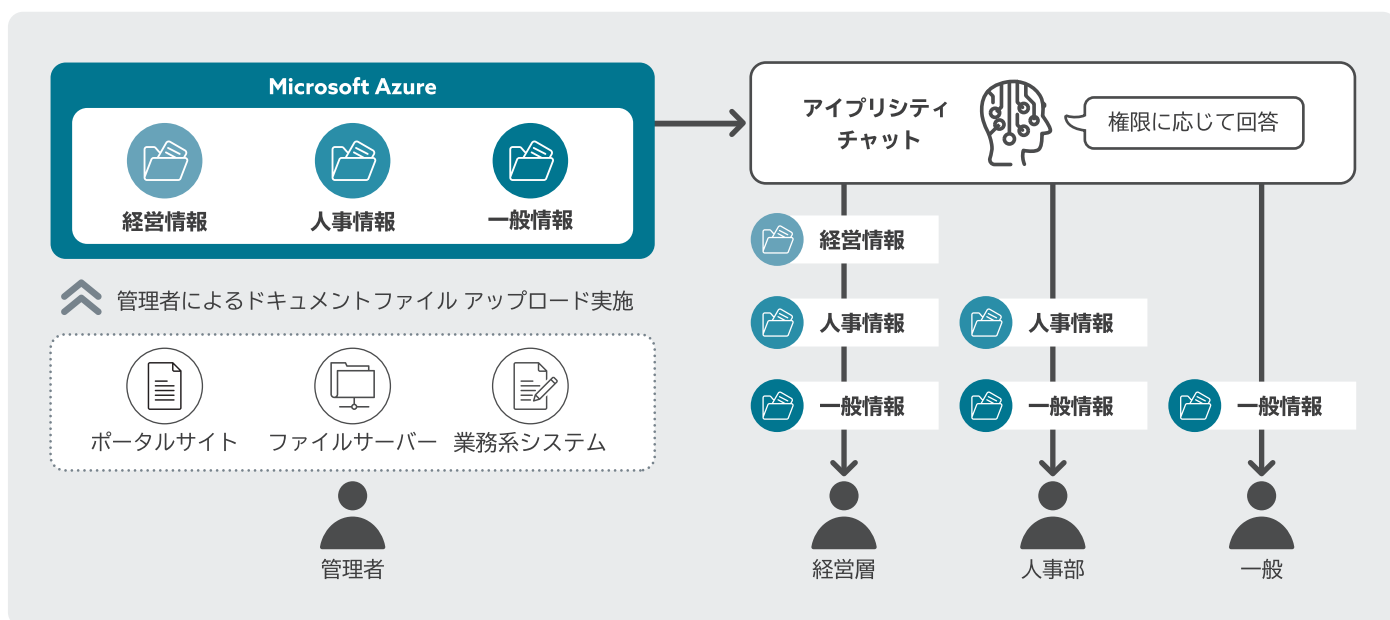 Microsoft Azure
経営情報
人事情報
一般情報
管理者によるドキュメントファイル アップロード実施
ポータルサイト
ファイルサーバー
業務系システム
管理者
アイプリシティ
チャット
権限に応じて回答
経営情報
人事情報
人事情報
一般情報
一般情報
一般情報
経営層
人事部
一般